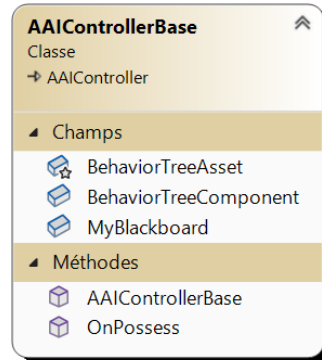 AAIControllerBase
Classe
AAIController
Champs
BehaviorTreeAsset
BehaviorTreeComponent
MyBlackboard
Méthodes
AAIControllerBase
OnPossess